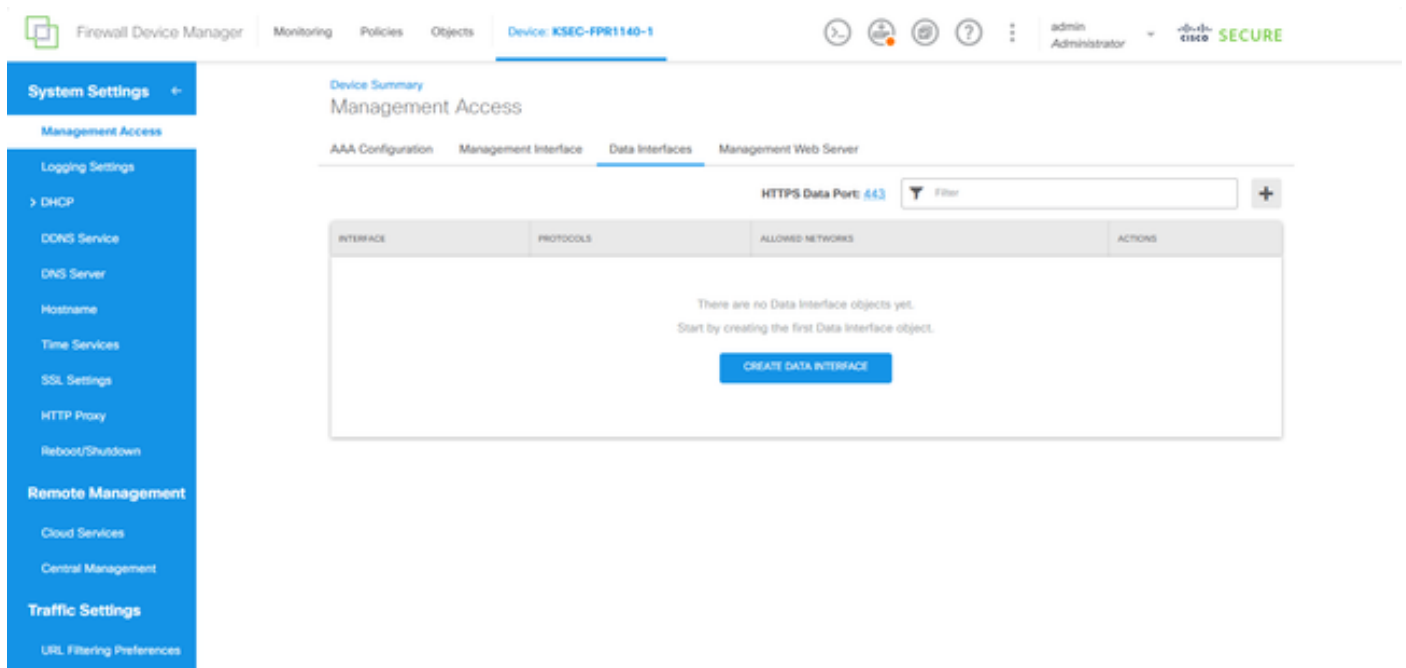 Firewall Device Manager
Monitoring
Policies
Objects
Device: KSEC-FPR1140-1
admin
Administrator
cisco SECURE
System Settings
Management Access
Logging Settings
> DHCP
DDNS Service
DNS Server
Hostname
Time Services
SSL Settings
HTTP Proxy
Reboot/Shutdown
Remote Management
Cloud Services
Central Management
Traffic Settings
URL Filtering Preferences
Device Summary
Management Access
AAA Configuration
Management Interface
Data Interfaces
Management Web Server
HTTPS Data Port: 443
Filter
INTERFACE
PROTOCOLS
ALLOWED NETWORKS
ACTIONS
There are no Data Interface objects yet.
Start by creating the first Data Interface object.
CREATE DATA INTERFACE